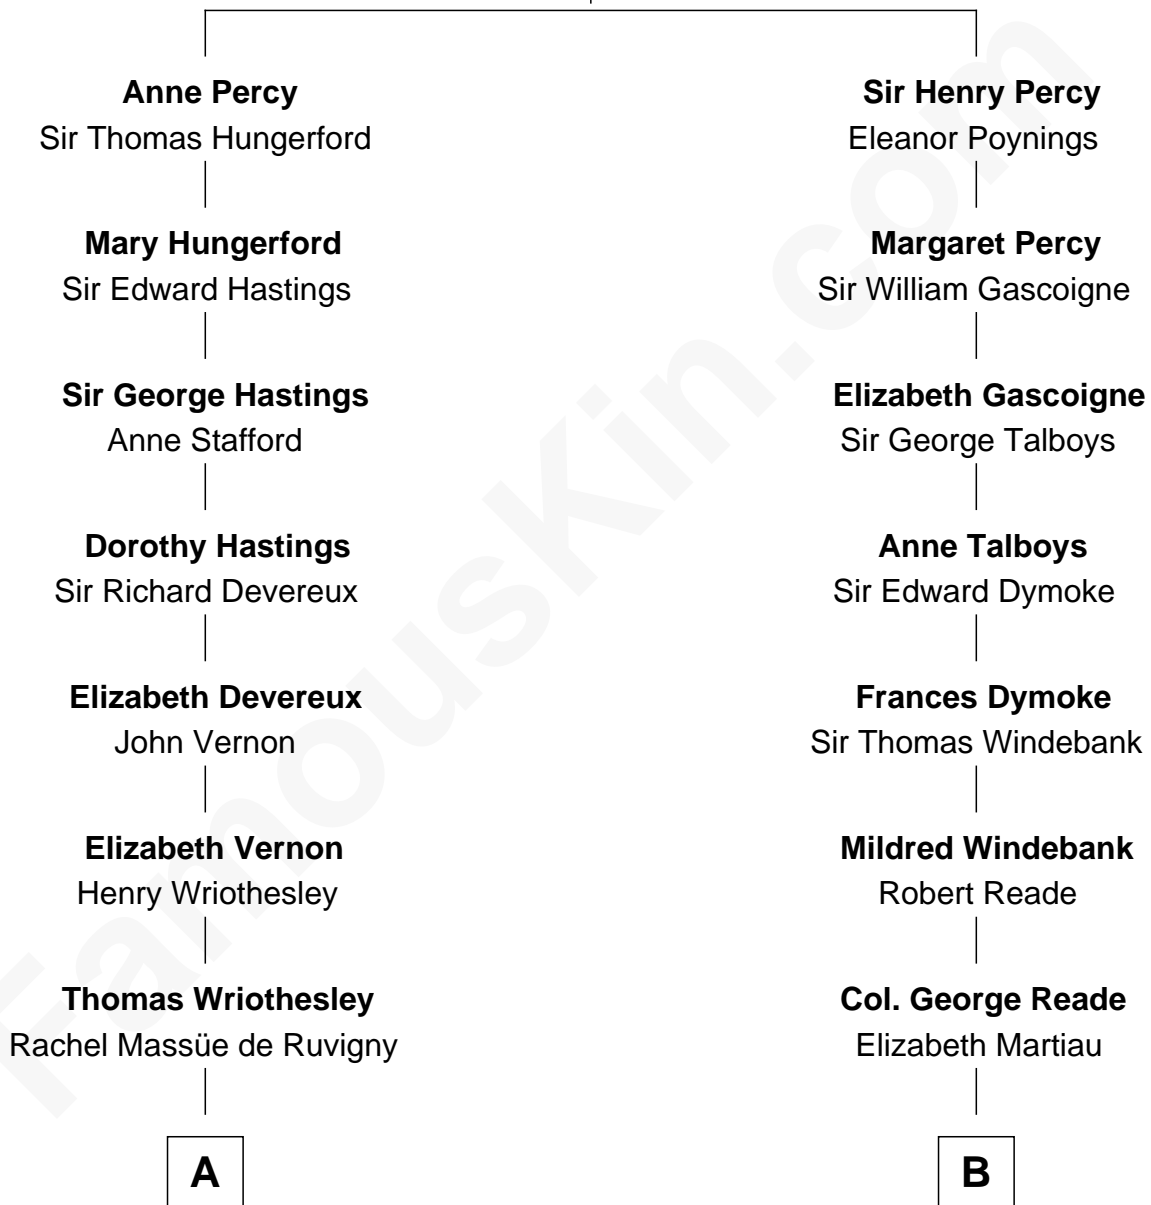 Anne Percy
Sir Thomas Hungerford
Mary Hungerford
Sir Edward Hastings
Sir George Hastings
Anne Stafford
Dorothy Hastings
Sir Richard Devereux
Elizabeth Devereux
John Vernon
Elizabeth Vernon
Henry Wriothesley
Thomas Wriothesley
Rachel Massüe de Ruvigny
A
Sir Henry Percy
Eleanor Poynings
Margaret Percy
Sir William Gascoigne
Elizabeth Gascoigne
Sir George Talboys
Anne Talboys
Sir Edward Dymoke
Frances Dymoke
Sir Thomas Windebank
Mildred Windebank
Robert Reade
Col. George Reade
Elizabeth Martiau
B
FamousKin.com